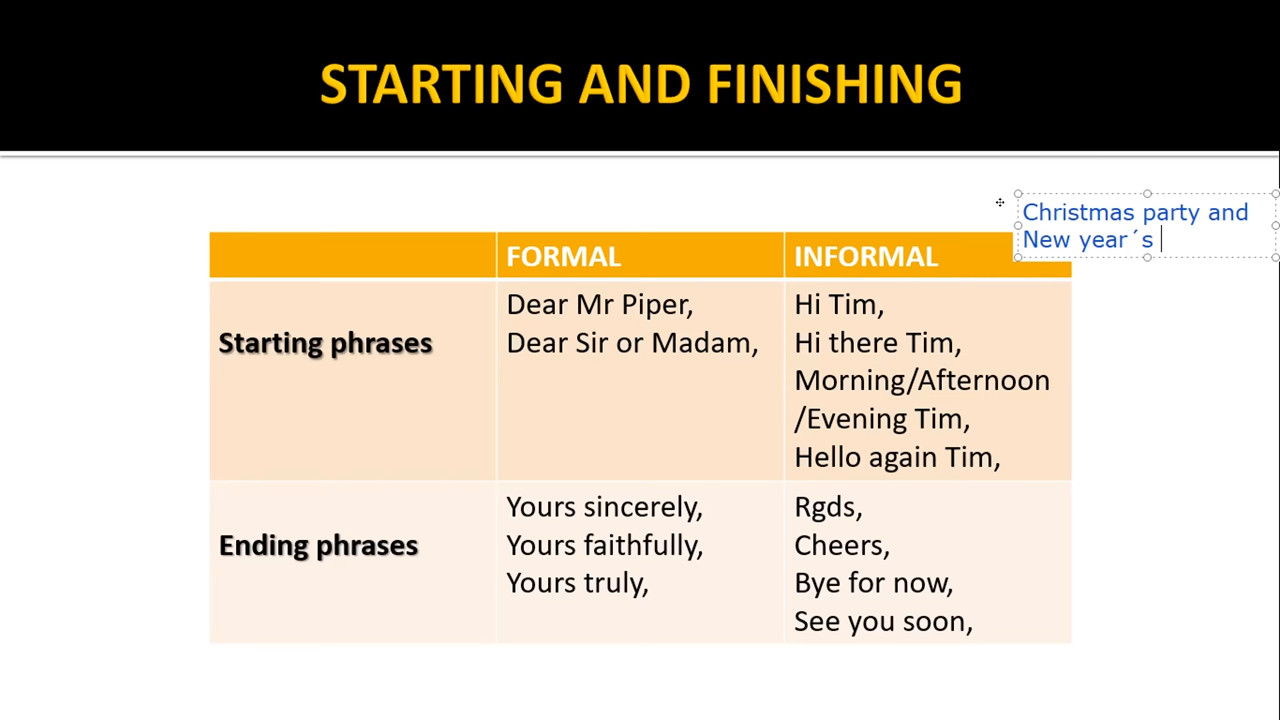 STARTING AND FINISHING
Christmas party and
New year´s
FORMAL
INFORMAL
Starting phrases
Dear Mr Piper,
Dear Sir or Madam,
Hi Tim,
Hi there Tim,
Morning/Afternoon
/Evening Tim,
Hello again Tim,
Ending phrases
Yours sincerely,
Yours faithfully,
Yours truly,
Rgds,
Cheers,
Bye for now,
See you soon,